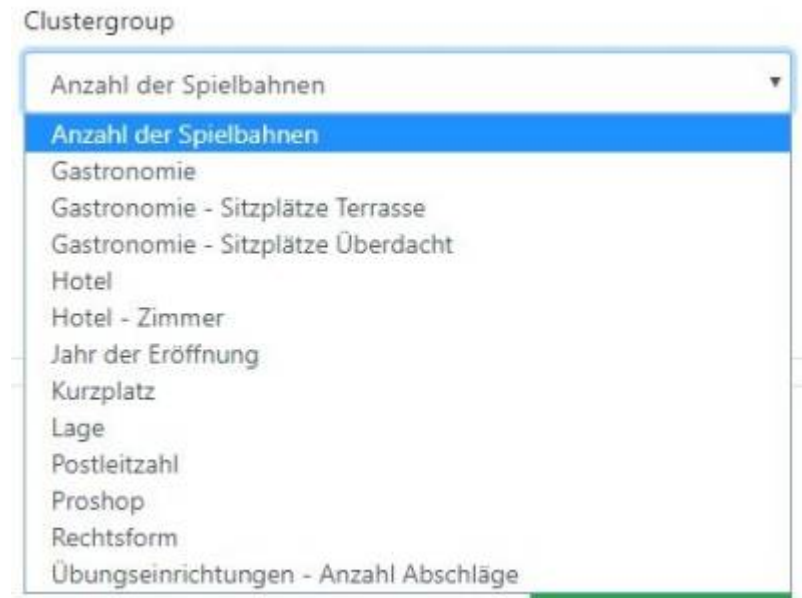 Clustergroup
Anzahl der Spielbahnen
Anzahl der Spielbahnen
Gastronomie
Gastronomie - Sitzplätze Terrasse
Gastronomie - Sitzplätze Überdacht
Hotel
Hotel - Zimmer
Jahr der Eröffnung
Kurzplatz
Lage
Postleitzahl
Proshop
Rechtsform
Übungseinrichtungen - Anzahl Abschläge